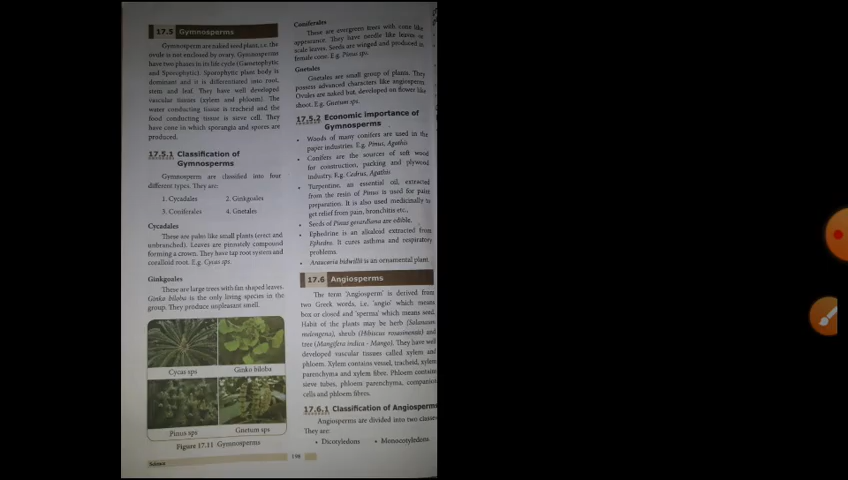 17.5 Gymnosperms
Gymnosperm are naked seed plant, i.e. the
ovule is not enclosed by ovary. Gymnosperms
have two phases in its life cycle (Gametophytic
and Sporophytic). Sporophytic plant body is
dominant and it is differentiated into root,
stem and leaf. They have well developed
vascular tissues (xylem and phloem). The
water conducting tissue is tracheid and the
food conducting tissue is sieve cell. They
have cone in which sporangia and spores are
produced.
17.5.1 Classification of
Gymnosperms
Gymnosperm are classified into four
different types. They are:
1. Cycadales 2. Ginkgoales
3. Coniferales 4. Gnetales
Cycadales
These are palm like small plants (erect and
unbranched). Leaves are pinnately compound
forming a crown. They have tap root system and
coralloid root. E.g. Cycas sps.
Ginkgoales
These are large trees with fan shaped leaves.
Ginko biloba is the only living species in the
group. They produce unpleasant smell.
Cycas sps Ginko biloba
Pinus sps Gnetum sps
Figure 17.11 Gymnosperms
Science
198
Coniferales
These are evergreen trees with cone like
appearance. They have needle like leaves or
scale leaves. Seeds are winged and produced in
female cone. E.g. Pinus sps.
Gnetales
Gnetales are small group of plants. They
possess advanced characters like angiosperm.
Ovules are naked but, developed on flower like
shoot. E.g. Gnetum sps.
17.5.2 Economic importance of
Gymnosperms
• Woods of many conifers are used in the
paper industries. E.g. Pinus, Agathis
• Conifers are the sources of soft wood
for construction, packing and plywood
industry. E.g. Cedrus, Agathis
• Turpentine, an essential oil, extracted
from the resin of Pinus is used for paint
preparation. It is also used medicinally to
get relief from pain, bronchitis etc.,
• Seeds of Pinus gerardiana are edible.
• Ephedrine is an alkaloid extracted from
Ephedra. It cures asthma and respiratory
problems.
• Araucaria bidwillii is an ornamental plant.
17.6 Angiosperms
The term 'Angiosperm' is derived from
two Greek words, i.e. 'angio' which means
box or closed and 'sperma' which means seed.
Habit of the plants may be herb (Solanum
melongena), shrub (Hibiscus rosasinensis) and
tree (Mangifera indica - Mango). They have well
developed vascular tissues called xylem and
phloem. Xylem contains vessel, tracheid, xylem
parenchyma and xylem fibre. Phloem contains
sieve tubes, phloem parenchyma, companion
cells and phloem fibres.
17.6.1 Classification of Angiosperms
Angiosperms are divided into two classes
They are:
• Dicotyledons • Monocotyledons